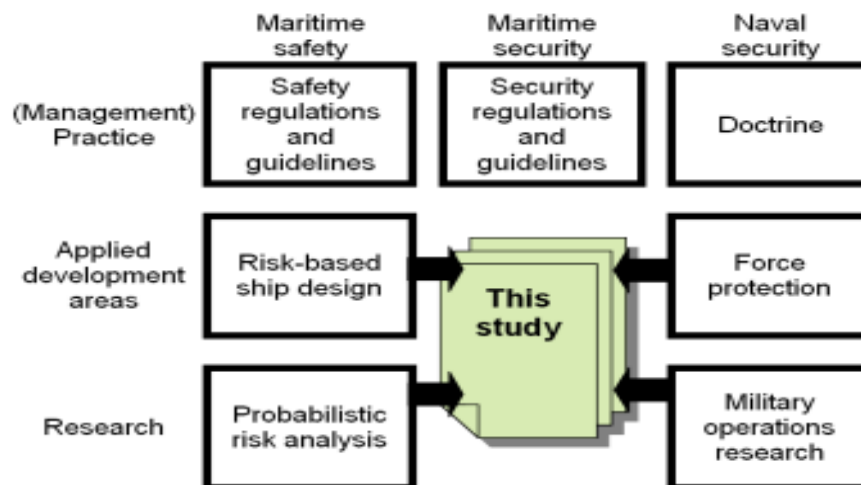 Maritime
safety
Maritime
security
Naval
security
(Management)
Practice
Safety
regulations
and
guidelines
Security
regulations
and
guidelines
Doctrine
Applied
development
areas
Risk-based
ship design
This
study
Force
protection
Research
Probabilistic
risk analysis
Military
operations
research